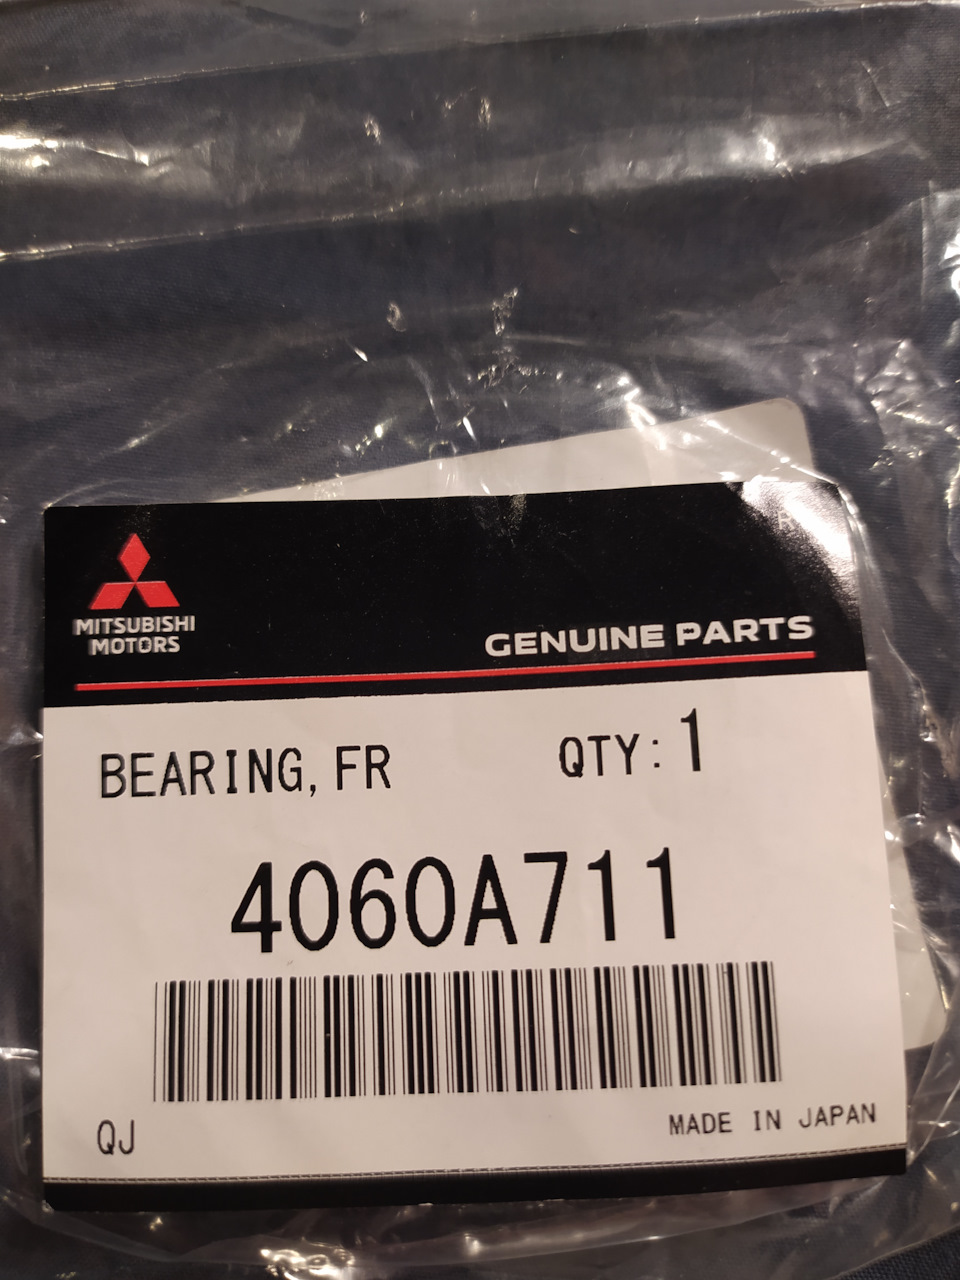 MITSUBISHI
MOTORS
GENUINE PARTS
BEARING, FR QTY: 1
4060A711
QJ
MADE IN JAPAN